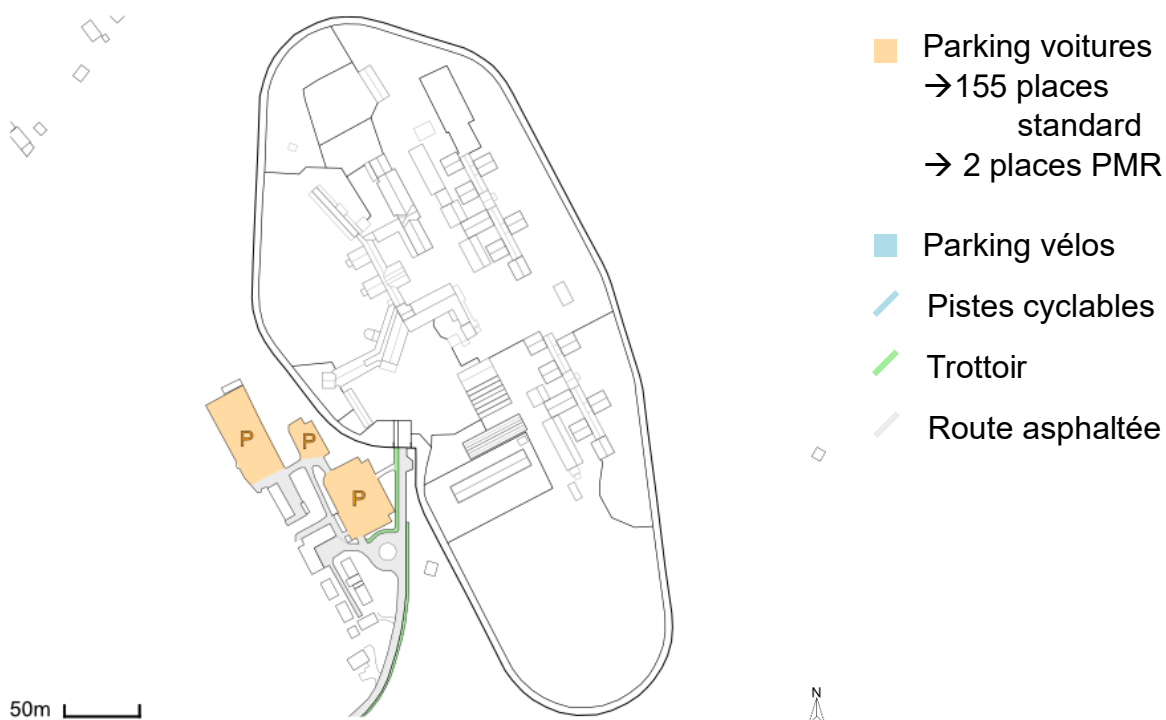 Parking voitures
→155 places
standard
→ 2 places PMR
Parking vélos
Pistes cyclables
Trottoir
Route asphaltée
P
P
P
50m
N